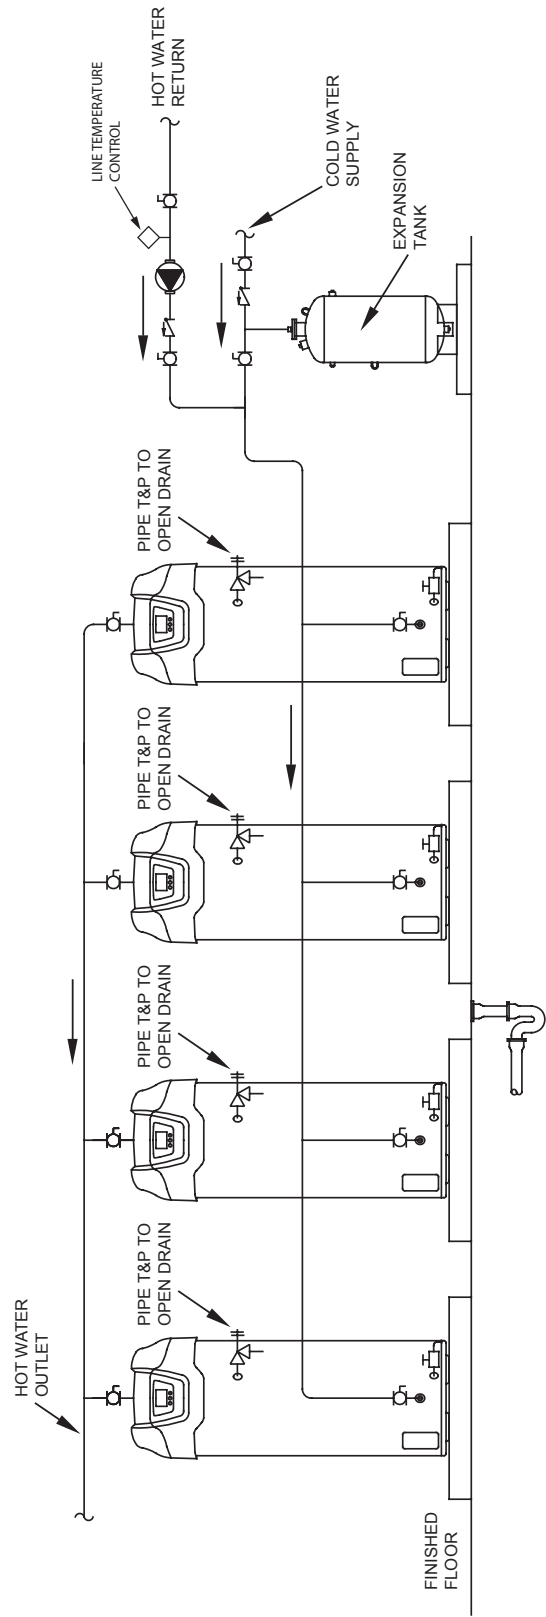 HOT WATER
OUTLET
PIPE T&P TO
OPEN DRAIN
PIPE T&P TO
OPEN DRAIN
PIPE T&P TO
OPEN DRAIN
PIPE T&P TO
OPEN DRAIN
LINE TEMPERATURE
CONTROL
HOT WATER
RETURN
COLD WATER
SUPPLY
EXPANSION
TANK
FINISHED
FLOOR